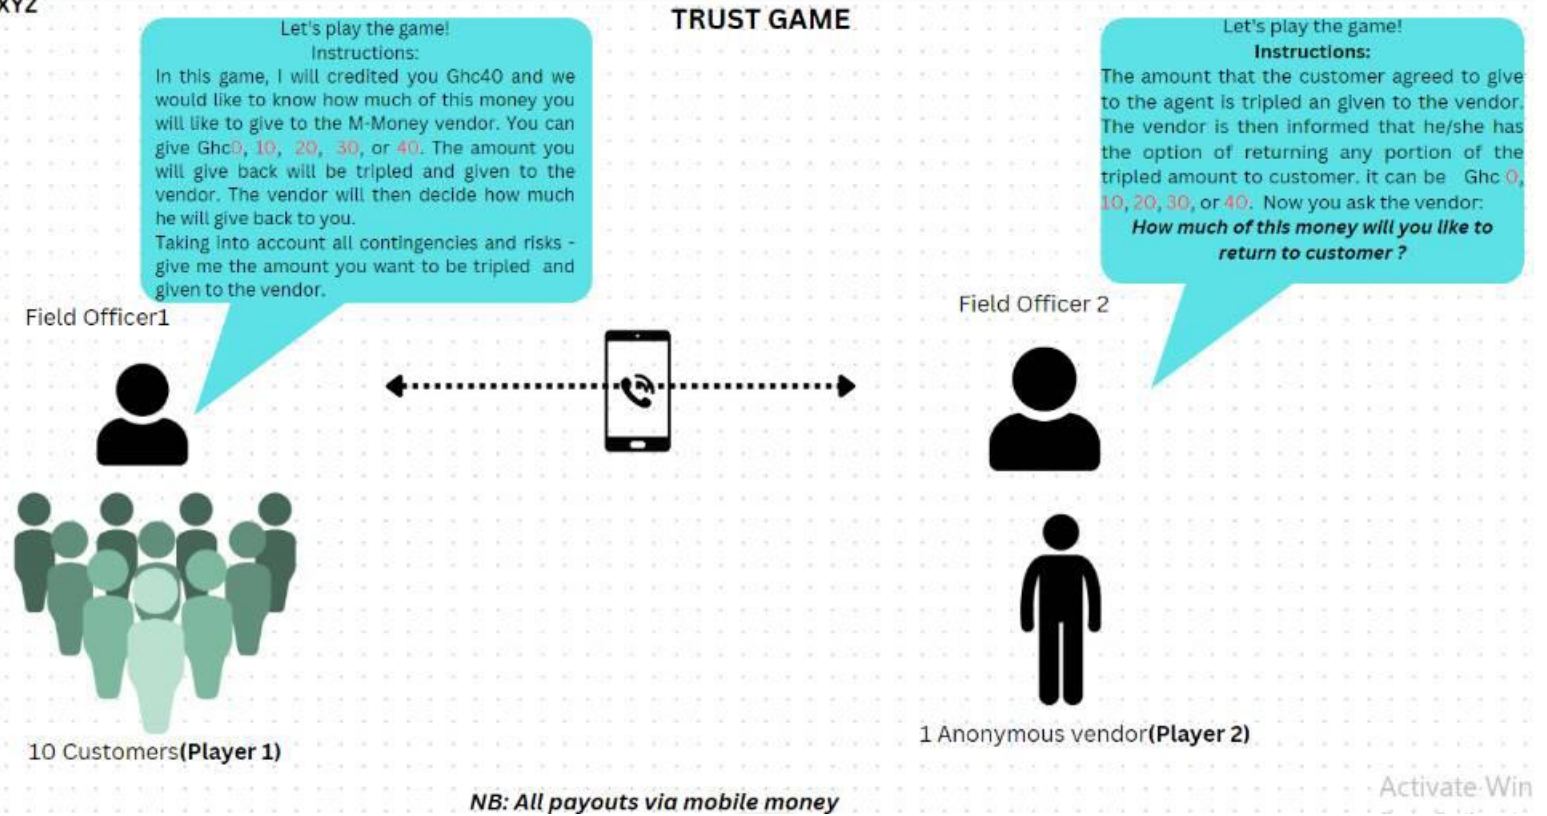 XYZ
TRUST GAME
Let's play the game!
Instructions:
In this game, I will credited you Ghc40 and we
would like to know how much of this money you
will like to give to the M-Money vendor. You can
give Ghc0, 10, 20, 30, or 40. The amount you
will give back will be tripled and given to the
vendor. The vendor will then decide how much
he will give back to you.
Taking into account all contingencies and risks -
give me the amount you want to be tripled and
given to the vendor.
Let's play the game!
Instructions:
The amount that the customer agreed to give
to the agent is tripled an given to the vendor.
The vendor is then informed that he/she has
the option of returning any portion of the
tripled amount to customer. it can be Ghc 0,
10, 20, 30, or 40. Now you ask the vendor:
How much of this money will you like to
return to customer ?
Field Officer1
Field Officer 2
10 Customers(Player 1)
1 Anonymous vendor(Player 2)
NB: All payouts via mobile money
Activate Win